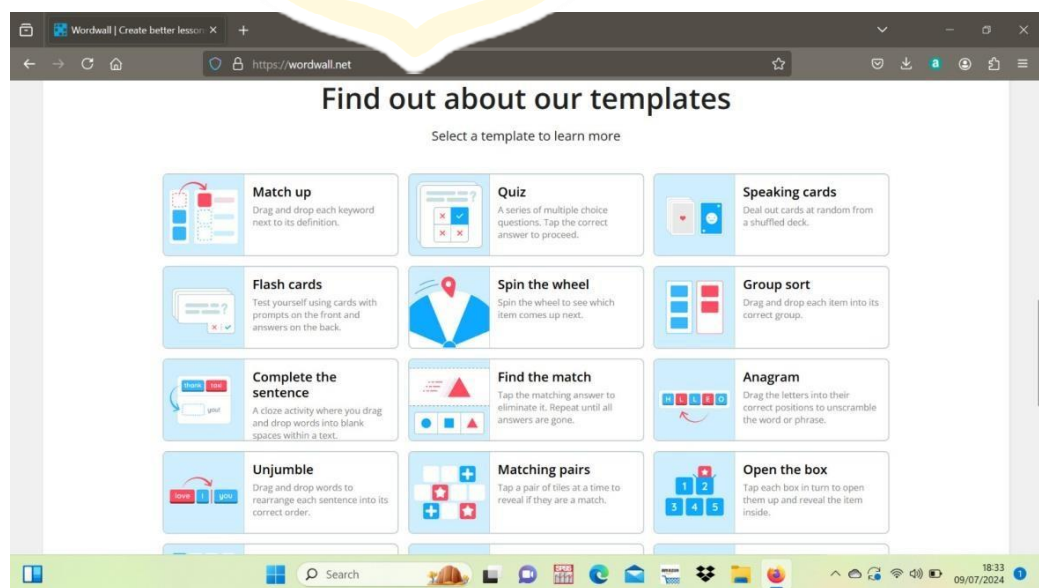 Wordwall | Create better lesson
https://wordwall.net
Find out about our templates
Select a template to learn more
Match up
Drag and drop each keyword
next to its definition.
Quiz
A series of multiple choice
questions. Tap the correct
answer to proceed.
Speaking cards
Deal out cards at random from
a shuffled deck.
Flash cards
Test yourself using cards with
prompts on the front and
answers on the back.
Spin the wheel
Spin the wheel to see which
item comes up next.
Group sort
Drag and drop each item into its
correct group.
thank
taxi
you!
Complete the
sentence
A cloze activity where you drag
and drop words into blank
spaces within a text.
Find the match
Tap the matching answer to
eliminate it. Repeat until all
answers are gone.
H L L E O
Anagram
Drag the letters into their
correct positions to unscramble
the word or phrase.
love I you
Unjumble
Drag and drop words to
rearrange each sentence into its
correct order.
Matching pairs
Tap a pair of tiles at a time to
reveal if they are a match.
1 2
3 4 5
Open the box
Tap each box in turn to open
them up and reveal the item
inside.
Search
18:33
09/07/2024
1